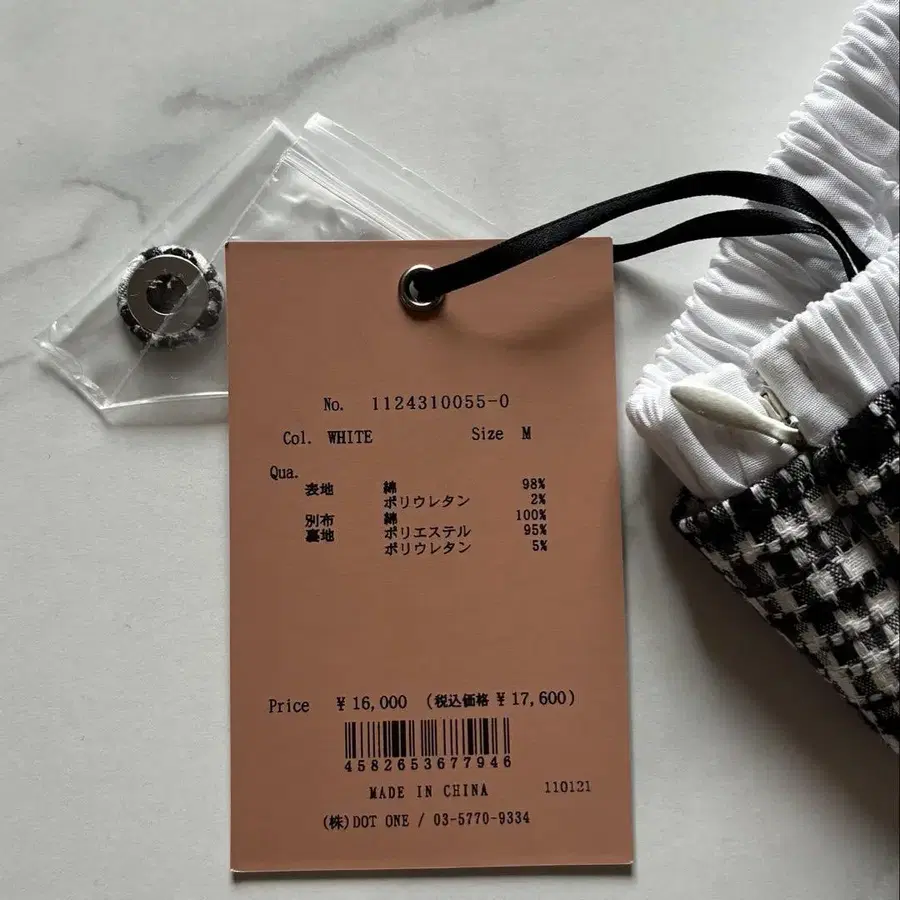 No. 1124310055-0
Col. WHITE Size M
Qua.
表地 綿 98%
ポリウレタン 2%
別布 綿 100%
裏地 ポリエステル 95%
ポリウレタン 5%
Price ¥16,000 (税込価格 ¥17,600)
4582653677946
MADE IN CHINA 110121
(株)DOT ONE / 03-5770-9334